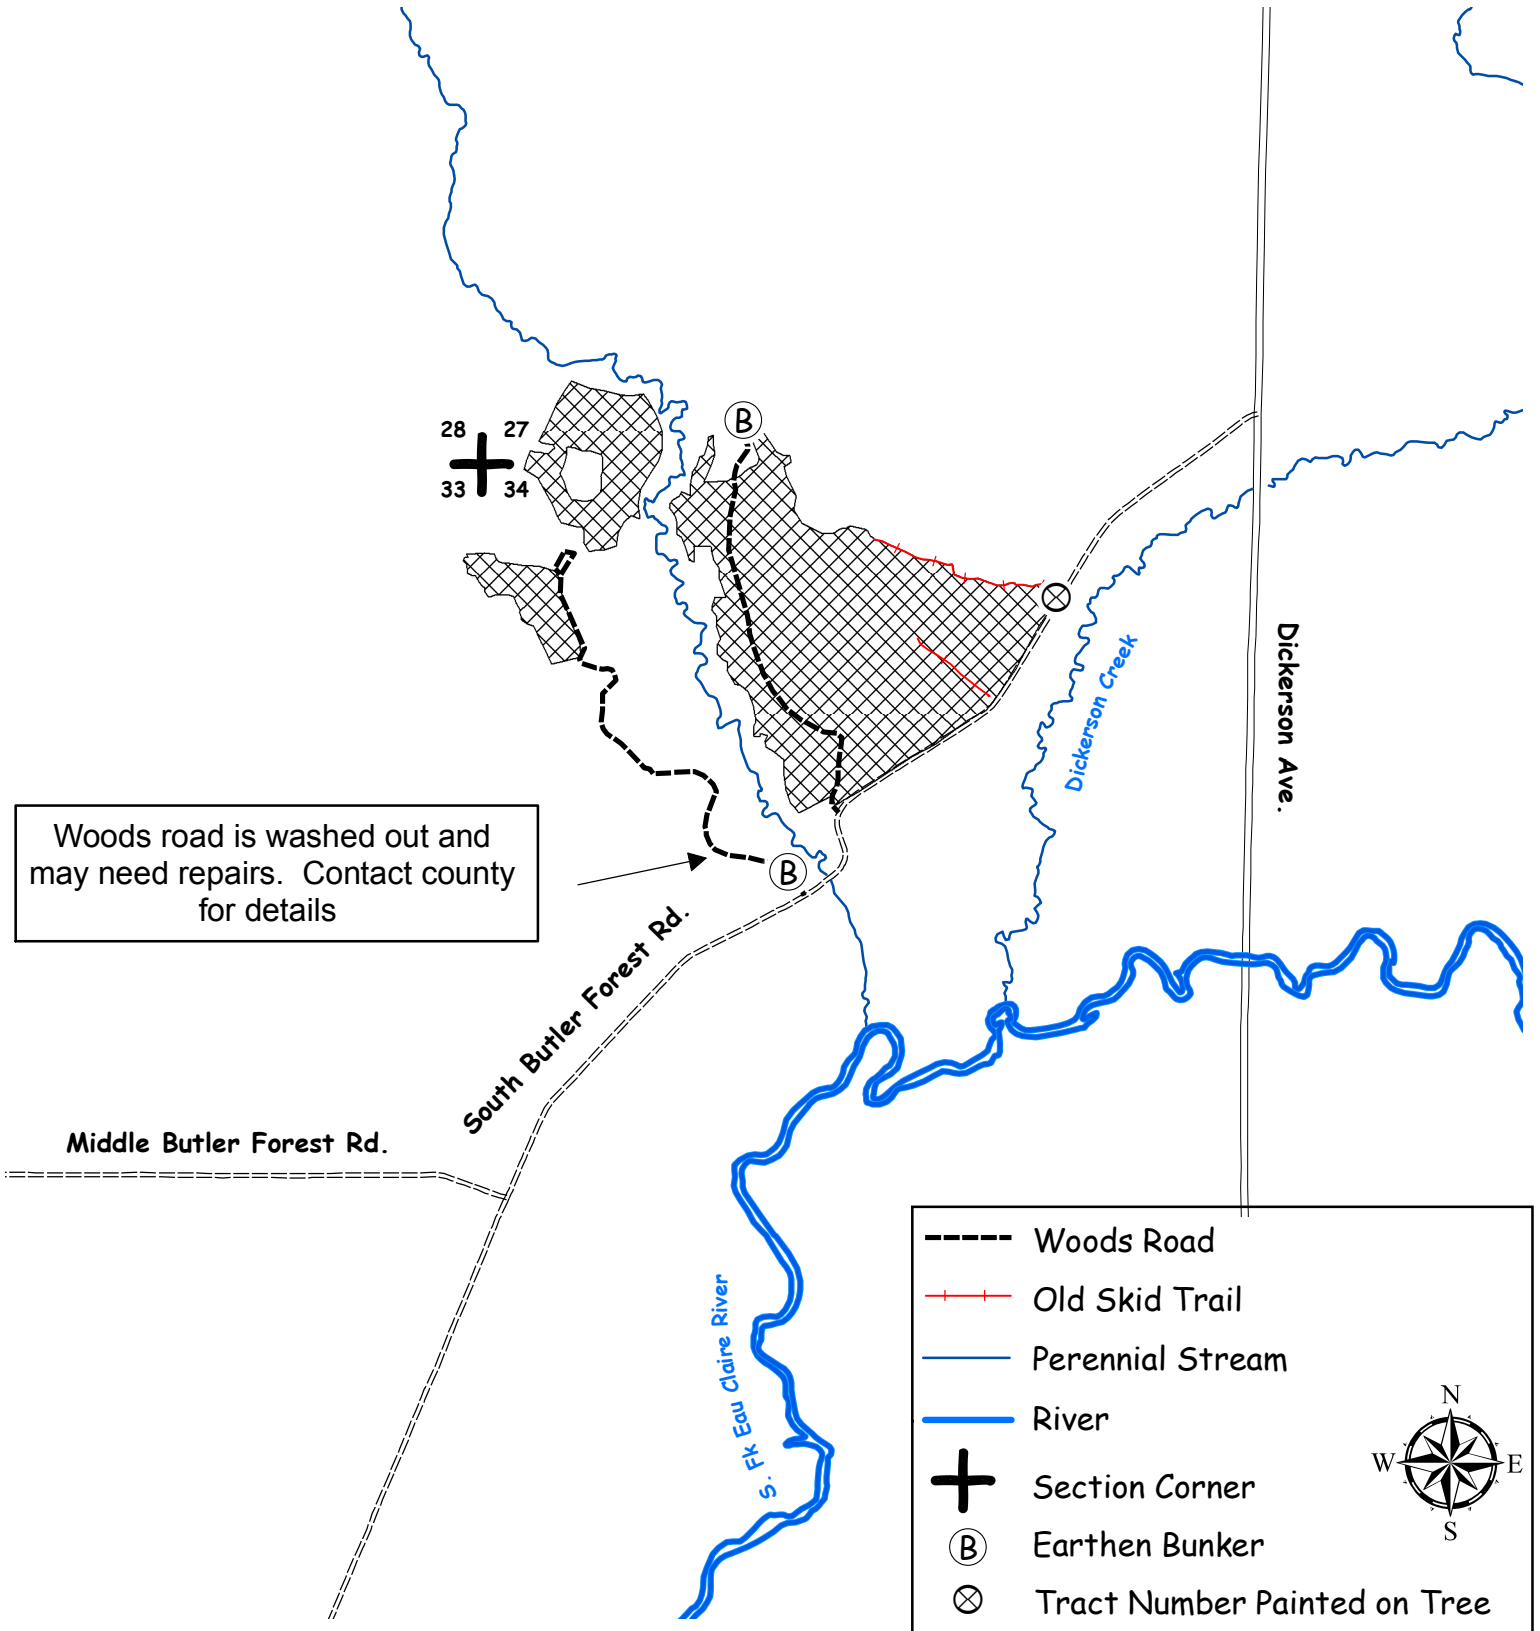 B
28 27
33 34
Dickerson Creek
Dickerson Ave.
Woods road is washed out and
may need repairs.  Contact county
for details
B
South Butler Forest Rd.
Middle Butler Forest Rd.
S. Fk Eau Claire River
Woods Road
Old Skid Trail
Perennial Stream
River
Section Corner
B Earthen Bunker
Tract Number Painted on Tree
N
W E
S